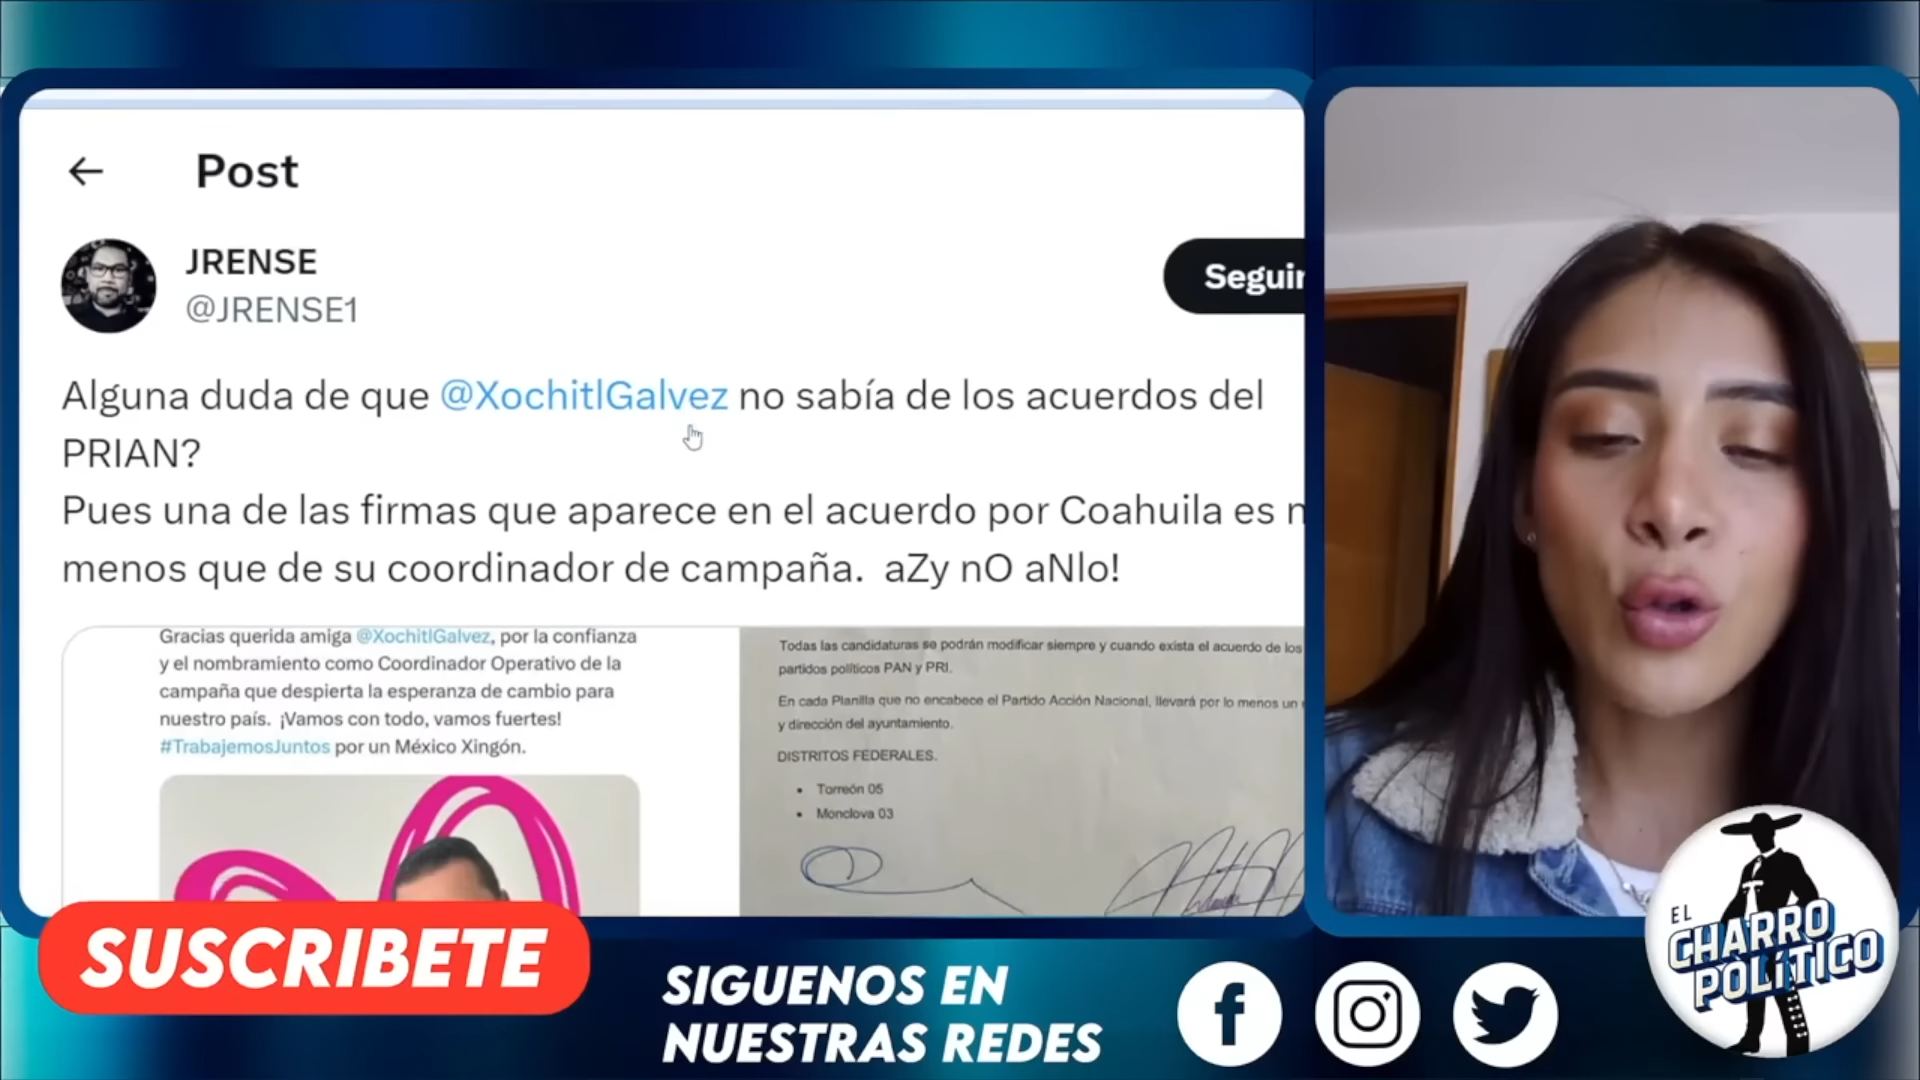 Post
JRENSE
@JRENSE1
Seguir
Alguna duda de que @XochitlGalvez no sabía de los acuerdos del
PRIAN?
Pues una de las firmas que aparece en el acuerdo por Coahuila es
menos que de su coordinador de campaña.  aZy nO aNlo!
Gracias querida amiga @XochitlGalvez, por la confianza
y el nombramiento como Coordinador Operativo de la
campaña que despierta la esperanza de cambio para
nuestro país.  ¡Vamos con todo, vamos fuertes!
#TrabajemosJuntos por un México Xingón.
Todas las candidaturas se podrán modificar siempre y cuando exista el acuerdo de los
partidos políticos PAN y PRI.
En cada Planilla que no encabece el Partido Acción Nacional, llevará por lo menos un
y dirección del ayuntamiento.
DISTRITOS FEDERALES.
• Torreón 05
• Monclova 03
SUSCRIBETE
SIGUENOS EN
NUESTRAS REDES
EL
CHARRO
POLÍTICO